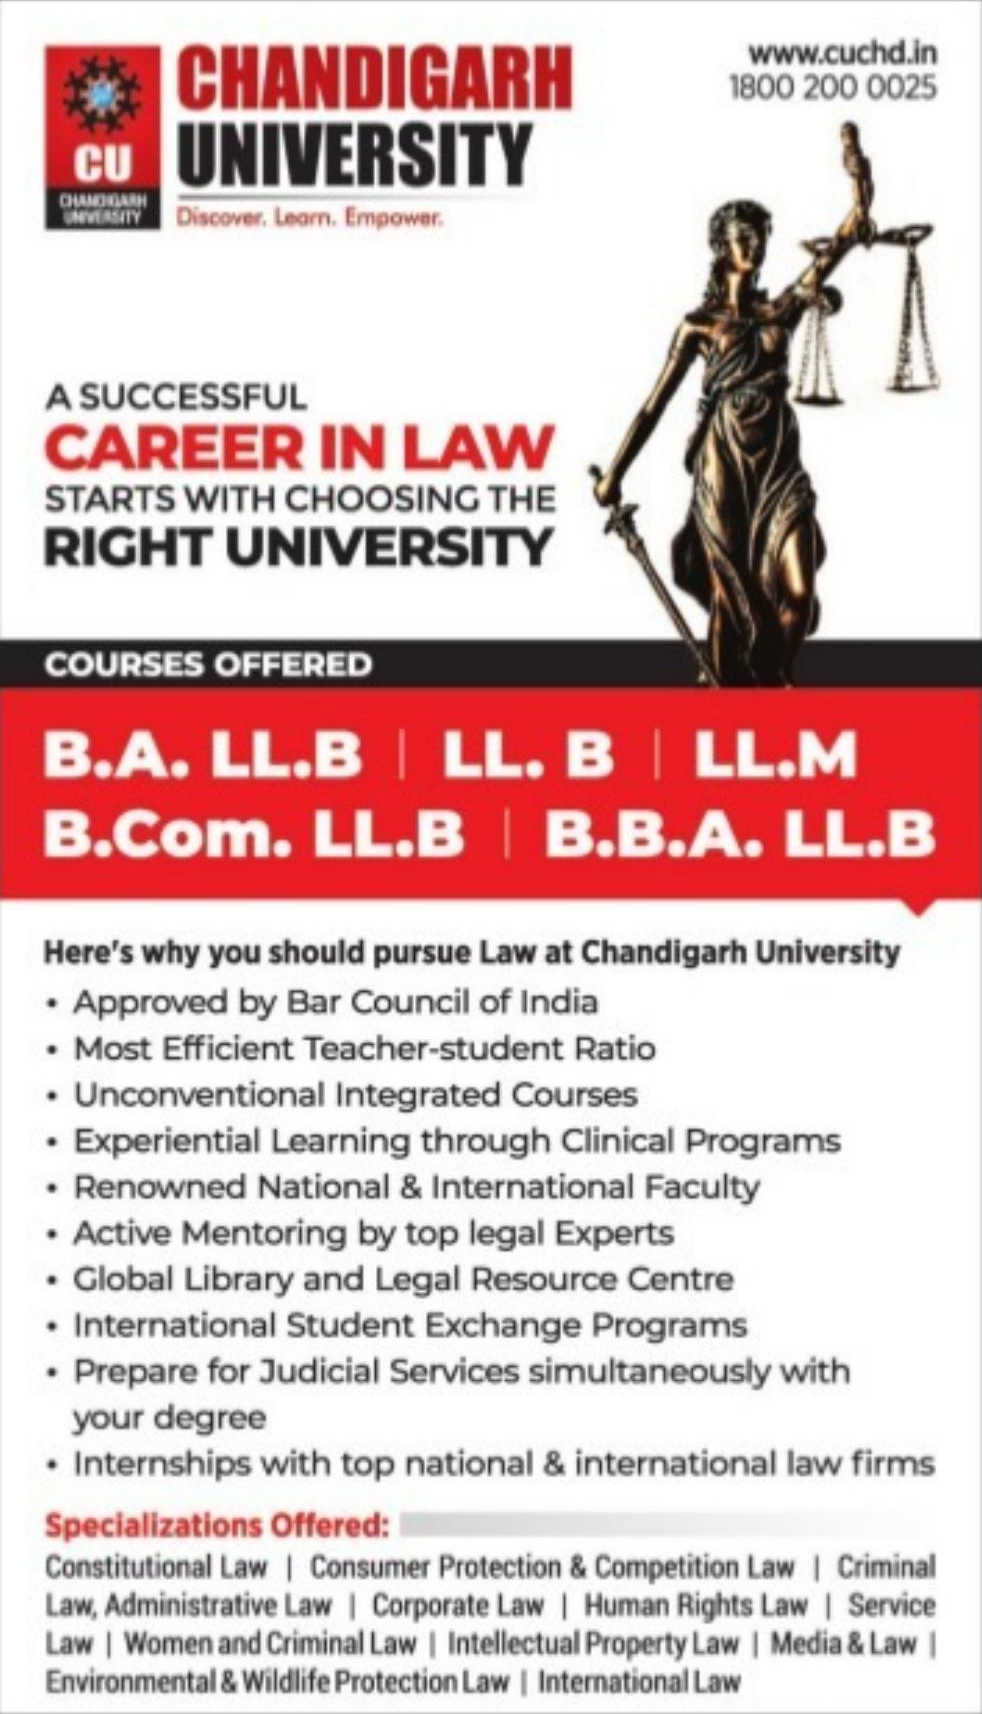 www.cuchd.in
1800 200 0025
CU
CHANDIGARH
UNIVERSITY
CHANDIGARH
UNIVERSITY
Discover. Learn. Empower.
A SUCCESSFUL
CAREER IN LAW
STARTS WITH CHOOSING THE
RIGHT UNIVERSITY
COURSES OFFERED
B.A. LL.B | LL. B | LL.M
B.Com. LL.B | B.B.A. LL.B
Here's why you should pursue Law at Chandigarh University
• Approved by Bar Council of India
• Most Efficient Teacher-student Ratio
• Unconventional Integrated Courses
• Experiential Learning through Clinical Programs
• Renowned National & International Faculty
• Active Mentoring by top legal Experts
• Global Library and Legal Resource Centre
• International Student Exchange Programs
• Prepare for Judicial Services simultaneously with
your degree
• Internships with top national & international law firms
Specializations Offered:
Constitutional Law | Consumer Protection & Competition Law | Criminal
Law, Administrative Law | Corporate Law | Human Rights Law | Service
Law | Women and Criminal Law | Intellectual Property Law | Media & Law |
Environmental & Wildlife Protection Law | International Law